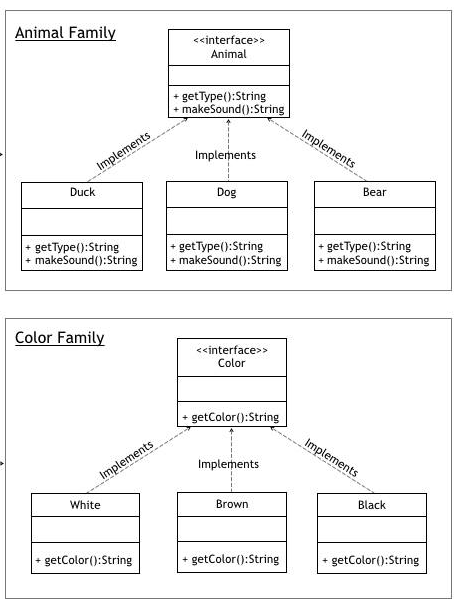 Animal Family
<<interface>>
Animal
+ getType():String
+ makeSound():String
Implements
Implements
Implements
Duck
+ getType():String
+ makeSound():String
Dog
+ getType():String
+ makeSound():String
Bear
+ getType():String
+ makeSound():String
Color Family
<<interface>>
Color
+ getColor():String
Implements
Implements
Implements
White
+ getColor():String
Brown
+ getColor():String
Black
+ getColor():String